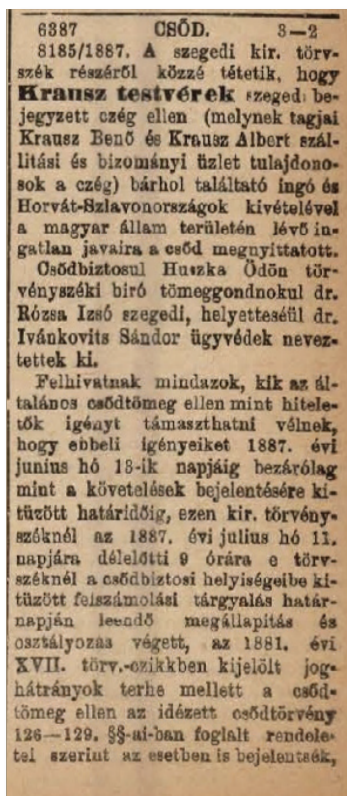 6387 CSŐD. 3—2
8185/1887. A szegedi kir. törv-
szék részéről közzé tétetik, hogy
Krausz testvérek szegedi be-
jegyzett czég ellen (melynek tagjai
Krausz Benő és Krausz Albert szál-
litási és bizományi üzlet tulajdono-
sok a czég) bárhol találtató ingó és
Horvát-Szlavonországok kivételével
a magyar állam területén lévő in-
gatlan javaira a csőd megnyittatott.
Csődbiztosul Huszka Ödön tör-
vényszéki biró tömeggondnokul dr.
Rózsa Izsó szegedi, helyetteséül dr.
Ivánkovits Sándor ügyvédek nevez-
tettek ki.
Felhivatnak mindazok, kik az ál-
talános csődtömeg ellen mint hitele-
tők igényt támaszthatni vélnek,
hogy ebbeli igényeiket 1887. évi
junius hó 13-ik napjáig bezárólag
mint a követelések bejelentésére ki-
tüzött határidőig, ezen kir. törvény-
széknél az 1887. évi julius hó 11.
napjára délelőtti 9 órára e törv-
széknél a csődbiztosi helyiségeibe ki-
tüzött felszámolási tárgyalás határ-
napján leendő megállapitás és
osztályozás végett, az 1881. évi
XVII. törv.-czikkben kijelölt jog-
hátrányok terhe mellett a csőd-
tömeg ellen az idézett csődtörvény
126—129. §§-ai-ban foglalt rendele-
tei szerint az esetben is bejelentsék,